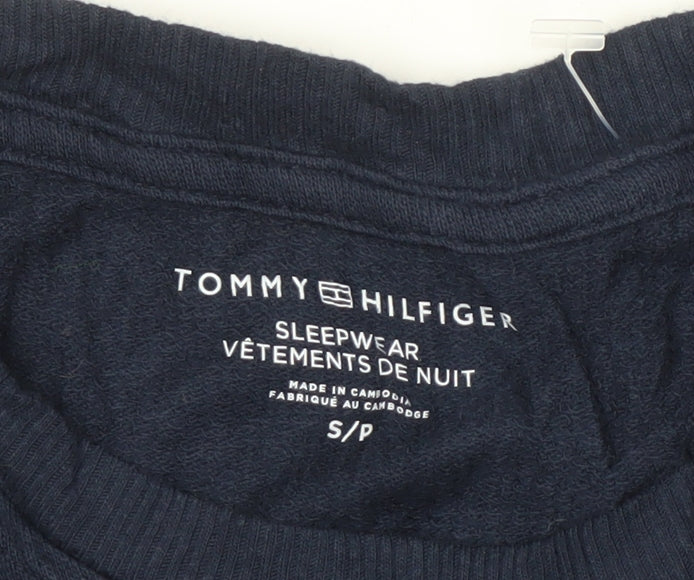 TOMMY HILFIGER
SLEEPWEAR
VÊTEMENTS DE NUIT
MADE IN CAMBODIA
FABRIQUÉ AU CAMBODGE
S/P